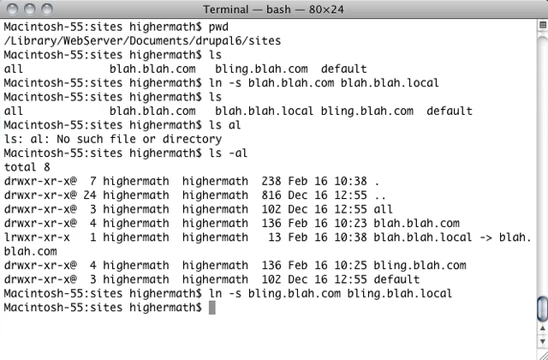 Terminal — bash — 80×24
Macintosh-55:sites highermath$ pwd
/Library/WebServer/Documents/drupal6/sites
Macintosh-55:sites highermath$ ls
all             blah.blah.com   bling.blah.com  default
Macintosh-55:sites highermath$ ln -s blah.blah.com blah.blah.local
Macintosh-55:sites highermath$ ls
all             blah.blah.com   blah.blah.local bling.blah.com  default
Macintosh-55:sites highermath$ ls al
ls: al: No such file or directory
Macintosh-55:sites highermath$ ls -al
total 8
drwxr-xr-x@  7 highermath  highermath  238 Feb 16 10:38 .
drwxr-xr-x@ 24 highermath  highermath  816 Dec 16 12:55 ..
drwxr-xr-x@  3 highermath  highermath  102 Dec 16 12:55 all
drwxr-xr-x@  4 highermath  highermath  136 Feb 16 10:23 blah.blah.com
lrwxr-xr-x   1 highermath  highermath   13 Feb 16 10:38 blah.blah.local -> blah.
blah.com
drwxr-xr-x@  4 highermath  highermath  136 Feb 16 10:25 bling.blah.com
drwxr-xr-x@  3 highermath  highermath  102 Dec 16 12:55 default
Macintosh-55:sites highermath$ ln -s bling.blah.com bling.blah.local
Macintosh-55:sites highermath$